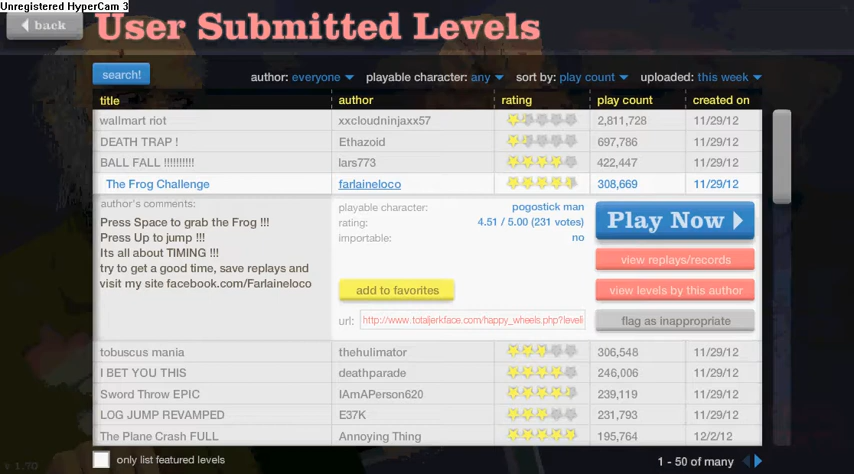 Unregistered HyperCam 3
back
User Submitted Levels
search!
author: everyone playable character: any sort by: play count uploaded: this week
title author rating play count created on
wallmart riot xxcloudninjaxx57 2,811,728 11/29/12
DEATH TRAP ! Ethazoid 697,786 11/29/12
BALL FALL !!!!!!!!!! lars773 422,447 11/29/12
The Frog Challenge farlaineloco 308,669 11/29/12
author's comments:
Press Space to grab the Frog !!!
Press Up to jump !!!
Its all about TIMING !!!
try to get a good time, save replays and
visit my site facebook.com/Farlaineloco
playable character: pogostick man
rating: 4.51 / 5.00 (231 votes)
importable: no
add to favorites
url: http://www.totaljerkface.com/happy_wheels.php?levell
Play Now
view replays/records
view levels by this author
flag as inappropriate
tobuscus mania thehulimator 306,548 11/29/12
I BET YOU THIS deathparade 246,006 11/29/12
Sword Throw EPIC IAmAPerson620 239,119 11/29/12
LOG JUMP REVAMPED E37K 231,793 11/29/12
The Plane Crash FULL Annoying Thing 195,764 12/2/12
only list featured levels
1 - 50 of many
v 1.70